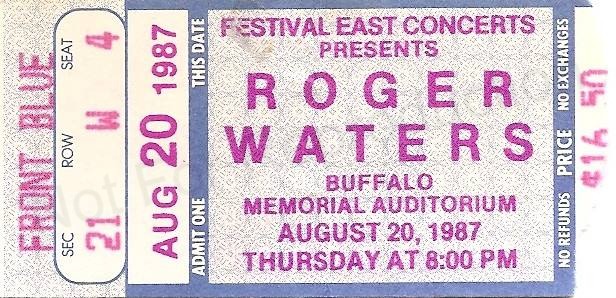 FRONT BLUE
SEC ROW SEAT
21 W 4
AUG 20 1987
ADMIT ONE THIS DATE
FESTIVAL EAST CONCERTS
PRESENTS
ROGER
WATERS
BUFFALO
MEMORIAL AUDITORIUM
AUGUST 20, 1987
THURSDAY AT 8:00 PM
NO REFUNDS PRICE NO EXCHANGES
$16.50